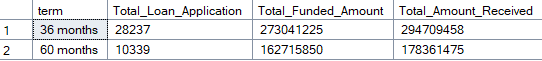 term Total_Loan_Application Total_Funded_Amount Total_Amount_Received
1 36 months 28237 273041225 294709458
2 60 months 10339 162715850 178361475